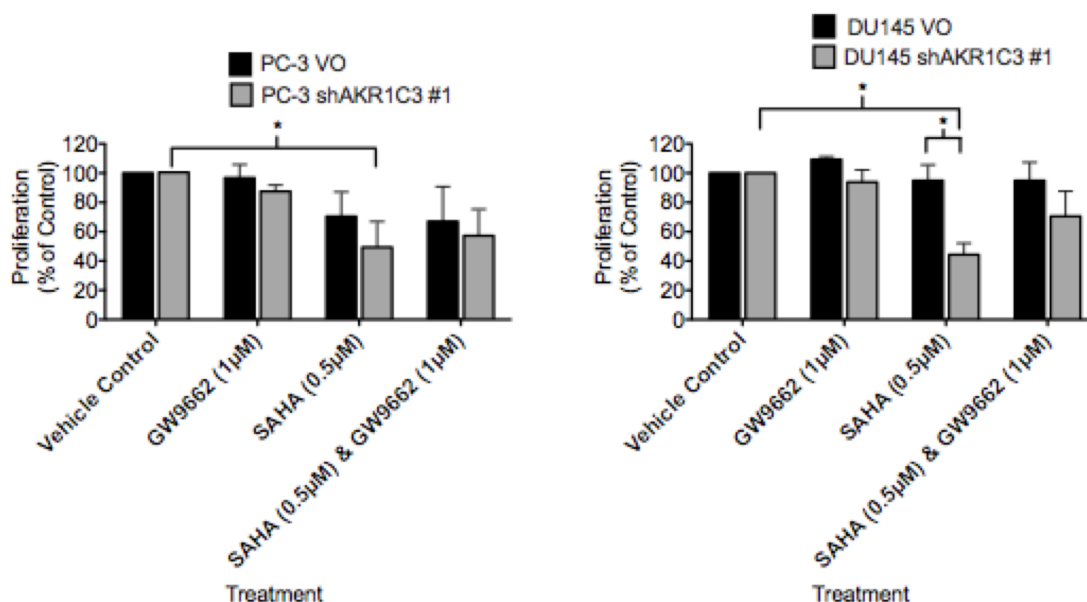 PC-3 VO
PC-3 shAKR1C3 #1
*
Proliferation
(% of Control)
120
100
80
60
40
20
0
Vehicle Control
GW9662 (1µM)
SAHA (0.5µM)
SAHA (0.5µM) & GW9662 (1µM)
Treatment
DU145 VO
DU145 shAKR1C3 #1
*
*
Proliferation
(% of Control)
120
100
80
60
40
20
0
Vehicle Control
GW9662 (1µM)
SAHA (0.5µM)
SAHA (0.5µM) & GW9662 (1µM)
Treatment